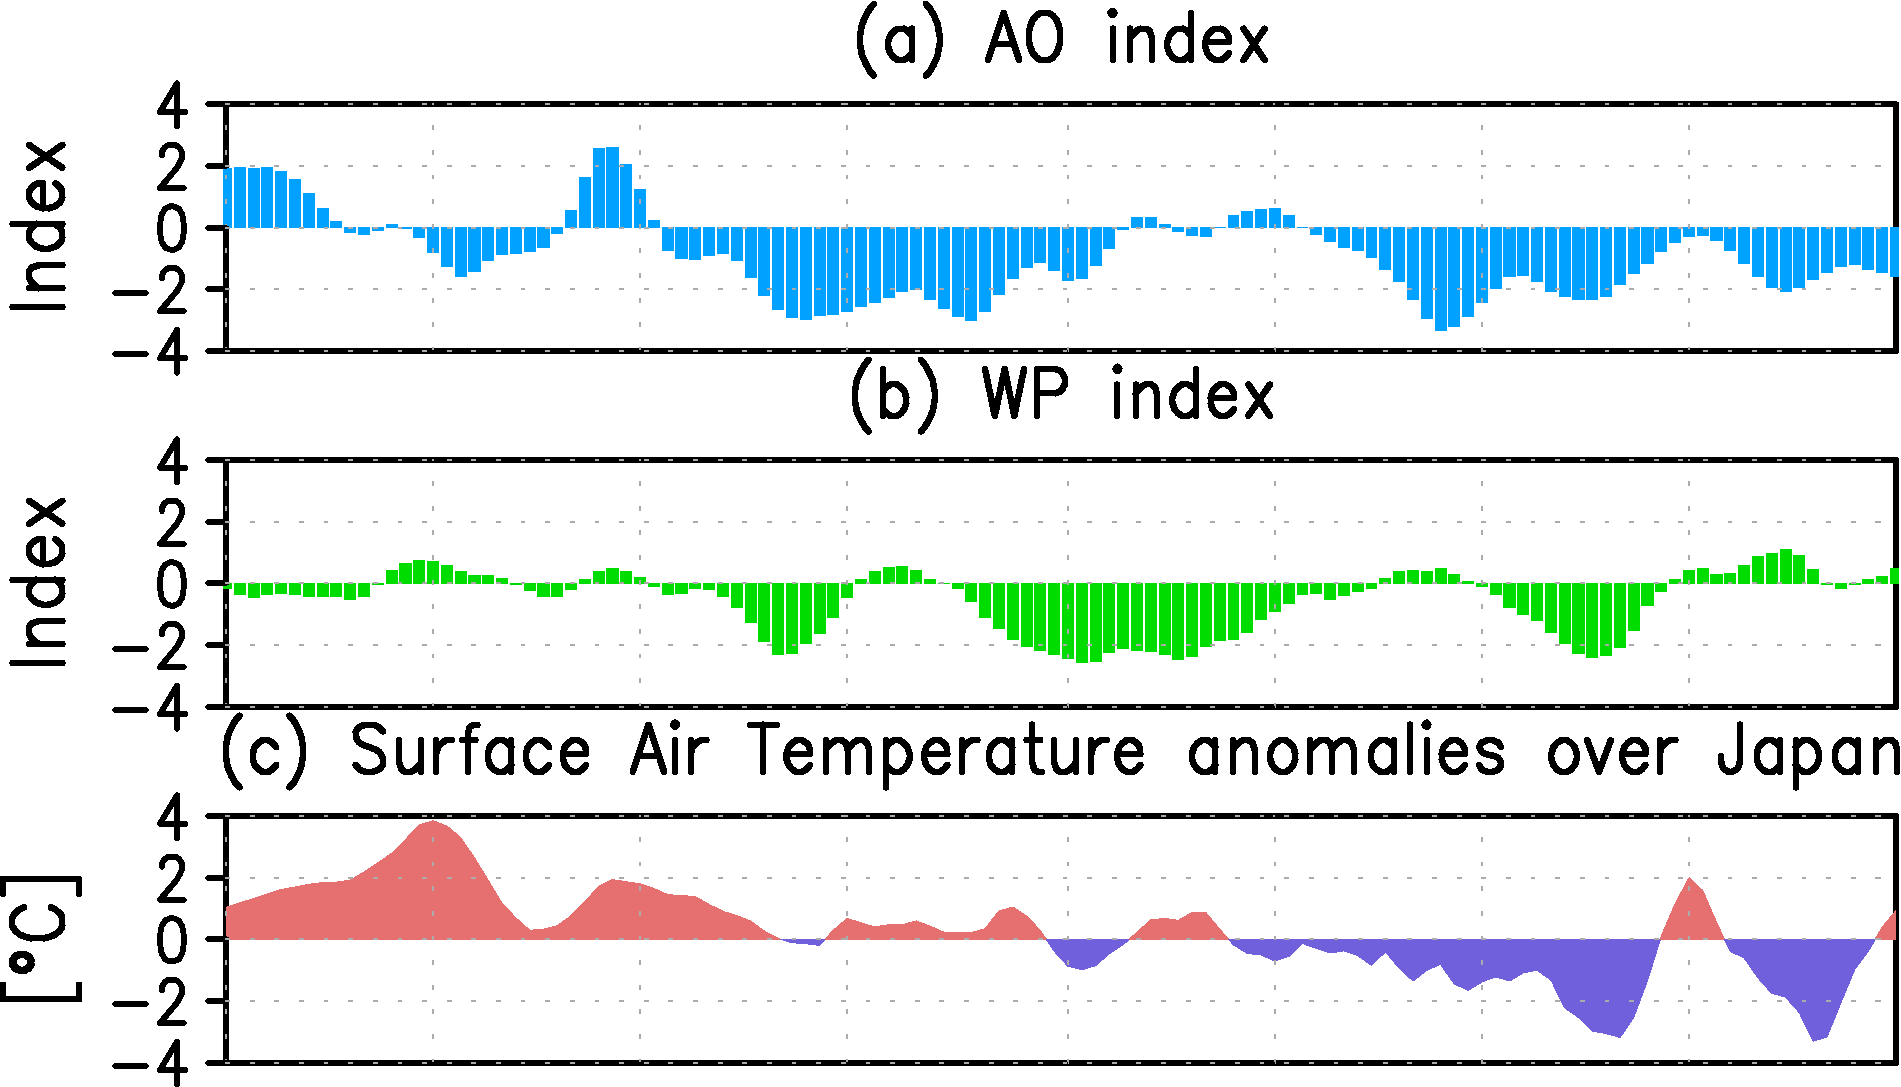 (a) AO index
4
2
0
−2
−4
Index
(b) WP index
4
2
0
−2
−4
Index
(c) Surface Air Temperature anomalies over Japan
4
2
0
−2
−4
[°C]